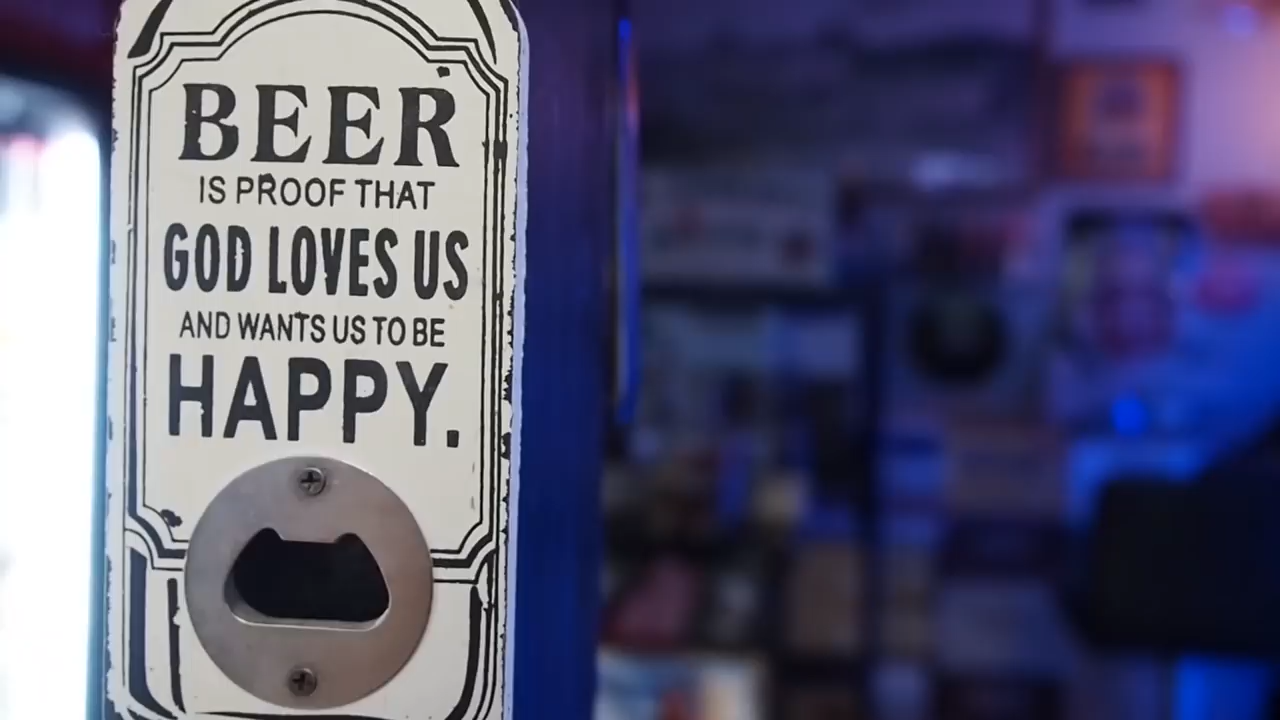 BEER
IS PROOF THAT
GOD LOVES US
AND WANTS US TO BE
HAPPY.